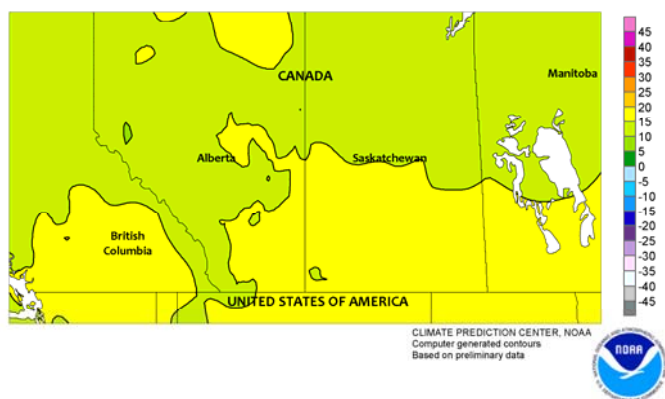 CANADA
Manitoba
Alberta
Saskatchewan
British
Columbia
UNITED STATES OF AMERICA
45
40
35
30
25
20
15
10
5
0
-5
-10
-15
-20
-25
-30
-35
-40
-45
CLIMATE PREDICTION CENTER, NOAA
Computer generated contours
Based on preliminary data
NOAA